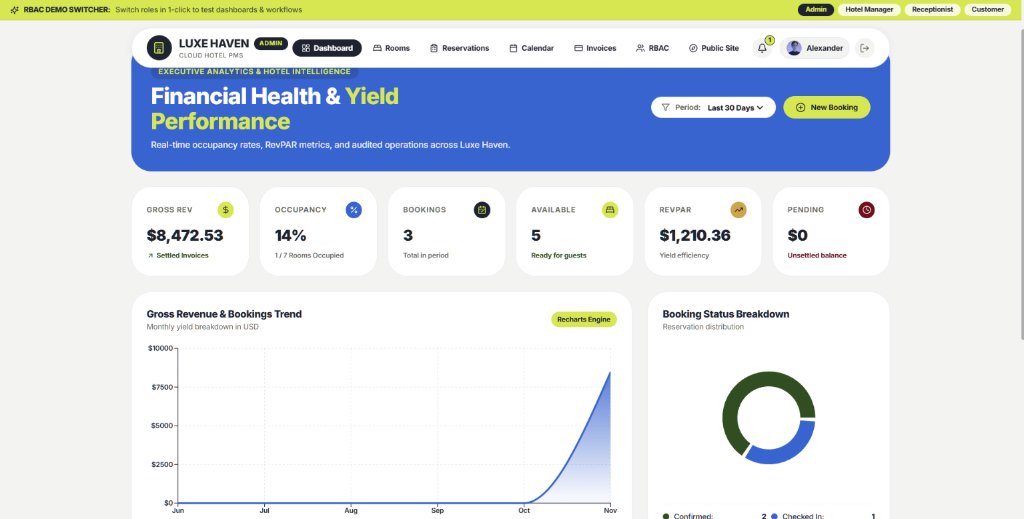 RBAC DEMO SWITCHER: Switch roles in 1-click to test dashboards & workflows
Admin
Hotel Manager
Receptionist
Customer
LUXE HAVEN
ADMIN
CLOUD HOTEL PMS
Dashboard
Rooms
Reservations
Calendar
Invoices
RBAC
Public Site
1
Alexander
EXECUTIVE ANALYTICS & HOTEL INTELLIGENCE
Financial Health & Yield
Performance
Real-time occupancy rates, RevPAR metrics, and audited operations across Luxe Haven.
Period: Last 30 Days
New Booking
GROSS REV
$
$8,472.53
Settled Invoices
OCCUPANCY
%
14%
1 / 7 Rooms Occupied
BOOKINGS
3
Total in period
AVAILABLE
5
Ready for guests
REVPAR
$1,210.36
Yield efficiency
PENDING
$0
Unsettled balance
Gross Revenue & Bookings Trend
Monthly yield breakdown in USD
Recharts Engine
$10000
$7500
$5000
$2500
$0
Jun Jul Aug Sep Oct Nov
Booking Status Breakdown
Reservation distribution
Confirmed: 2
Checked In: 1